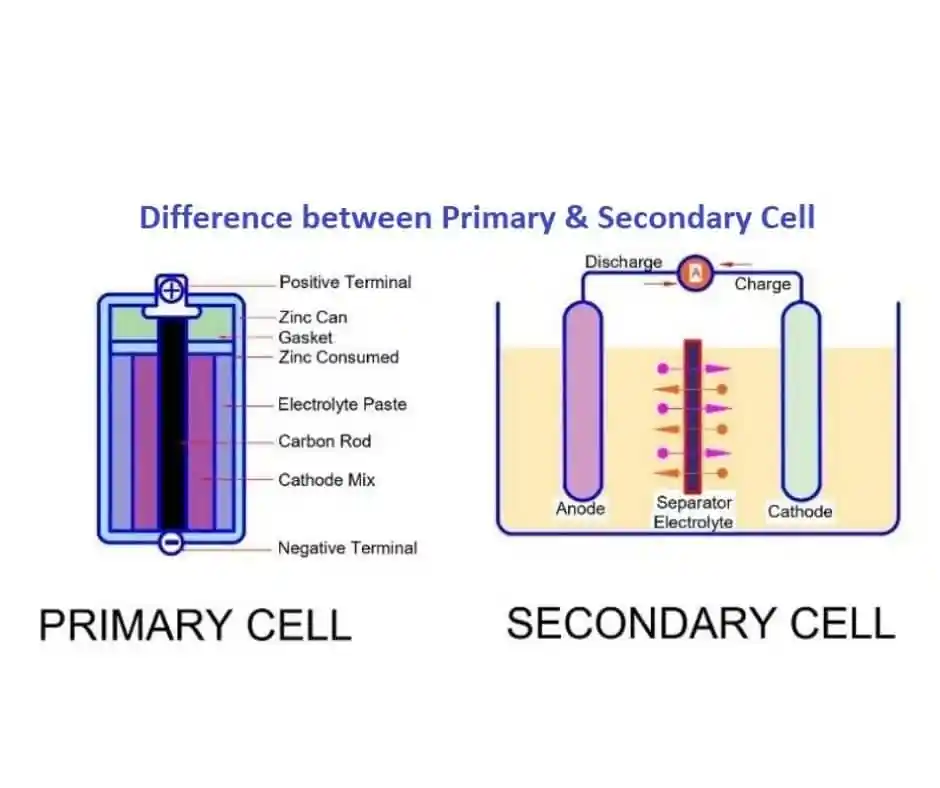 Difference between Primary & Secondary Cell
+
Positive Terminal
Zinc Can
Gasket
Zinc Consumed
Electrolyte Paste
Carbon Rod
Cathode Mix
Negative Terminal
−
PRIMARY CELL
Discharge
A
Charge
Anode
Separator
Electrolyte
Cathode
SECONDARY CELL